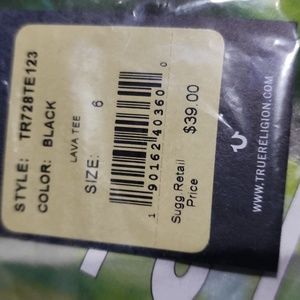 STYLE: TR728TE123
COLOR: BLACK
LAVA TEE
SIZE: 6
1 90162 40360 0
Sugg Retail
Price $39.00
WWW.TRUERELIGION.COM